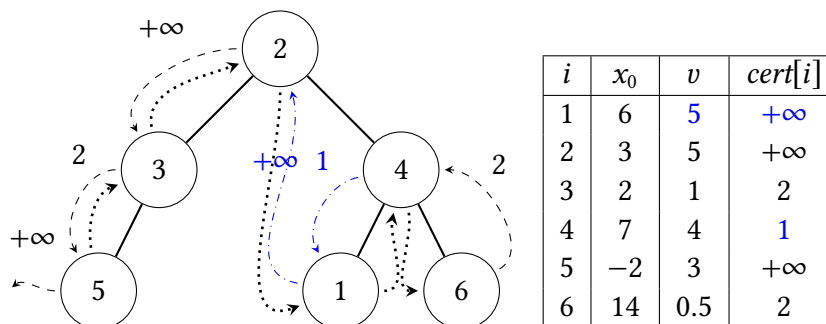 +∞
2
i x₀ v cert[i]
1 6 5 +∞
2 3 5 +∞
3 2 1 2
4 7 4 1
5 −2 3 +∞
6 14 0.5 2
2 3 +∞ 1 4 2
+∞
5 1 6